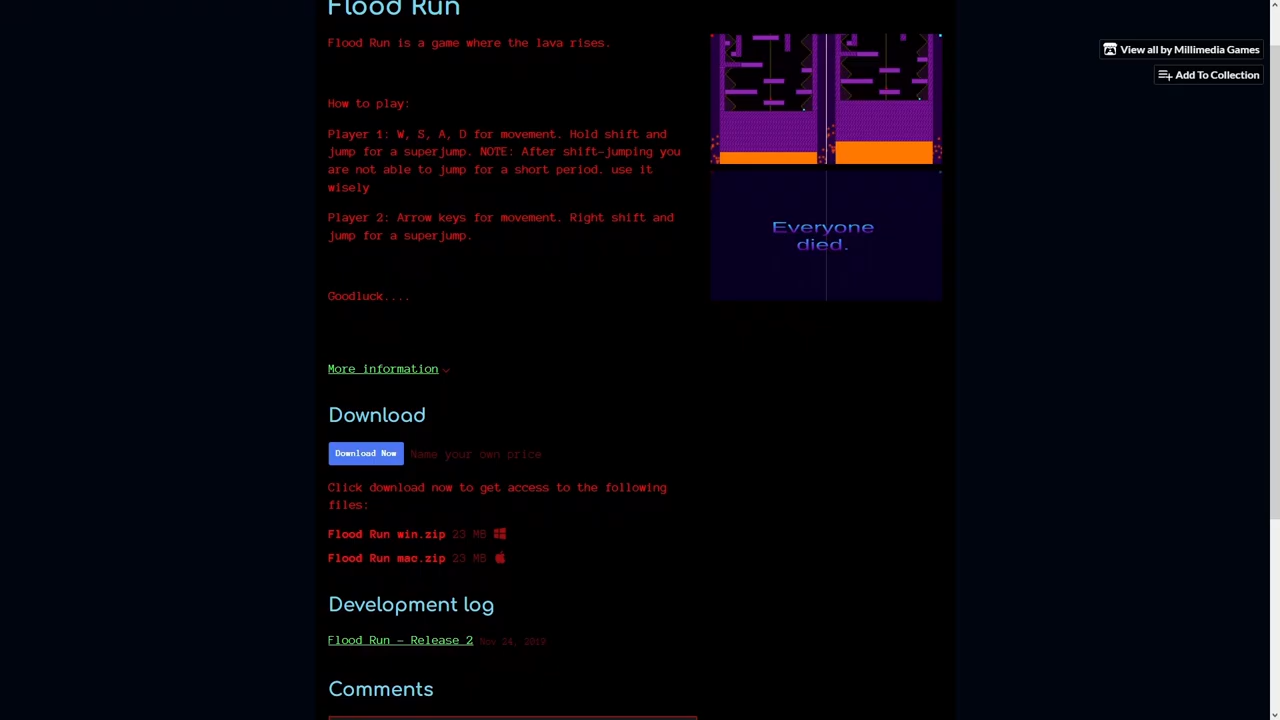 Flood Run
Flood Run is a game where the lava rises.
How to play:
Player 1: W, S, A, D for movement. Hold shift and
jump for a superjump. NOTE: After shift-jumping you
are not able to jump for a short period. use it
wisely
Player 2: Arrow keys for movement. Right shift and
jump for a superjump.
Goodluck....
More information
Download
Download Now Name your own price
Click download now to get access to the following
files:
Flood Run win.zip 23 MB
Flood Run mac.zip 23 MB
Development log
Flood Run - Release 2 Nov 24, 2019
Comments
Everyone
died.
View all by Millimedia Games
Add To Collection